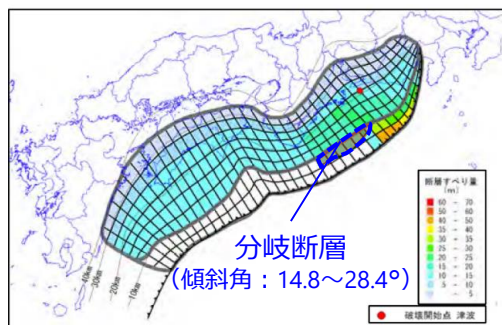 40km
30km
20km
10km
分岐断層
（傾斜角：14.8～28.4°）
断層すべり量
(m)
60 - 70
50 - 60
40 - 50
35 - 40
30 - 35
25 - 30
20 - 25
15 - 20
10 - 15
5 - 10
- 5
破壊開始点 津波